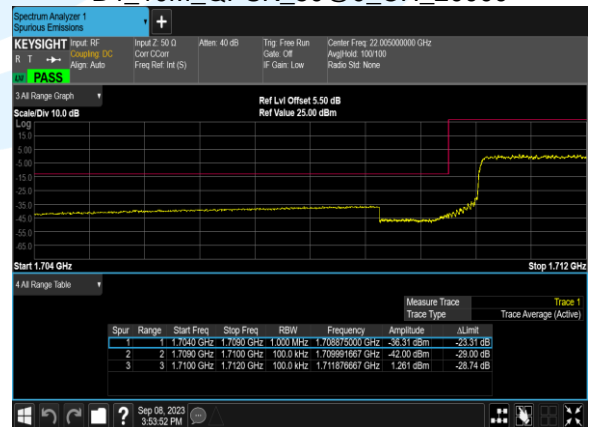 Spectrum Analyzer 1
Spurious Emissions
+
KEYSIGHT Input: RF Input Z: 50 Ω Atten: 40 dB Trig: Free Run Center Freq: 22.005000000 GHz
R T Coupling: DC Corr CCorr Gate: Off Avg|Hold: 100/100
Align: Auto Freq Ref: Int (S) IF Gain: Low Radio Std: None
LV PASS
3 All Range Graph
Ref Lvl Offset 5.50 dB
Scale/Div 10.0 dB Ref Value 25.00 dBm
Log
15.0
5.00
-5.00
-15.0
-25.0
-35.0
-45.0
-55.0
-65.0
Start 1.704 GHz Stop 1.712 GHz
4 All Range Table
Measure Trace Trace 1
Trace Type Trace Average (Active)
Spur Range Start Freq Stop Freq RBW Frequency Amplitude ΔLimit
1 1 1.7040 GHz 1.7090 GHz 1.000 MHz 1.708875000 GHz -36.31 dBm -23.31 dB
2 2 1.7090 GHz 1.7100 GHz 100.0 kHz 1.709991667 GHz -42.00 dBm -29.00 dB
3 3 1.7100 GHz 1.7120 GHz 100.0 kHz 1.711876667 GHz 1.261 dBm -28.74 dB
? Sep 08, 2023
3:53:52 PM